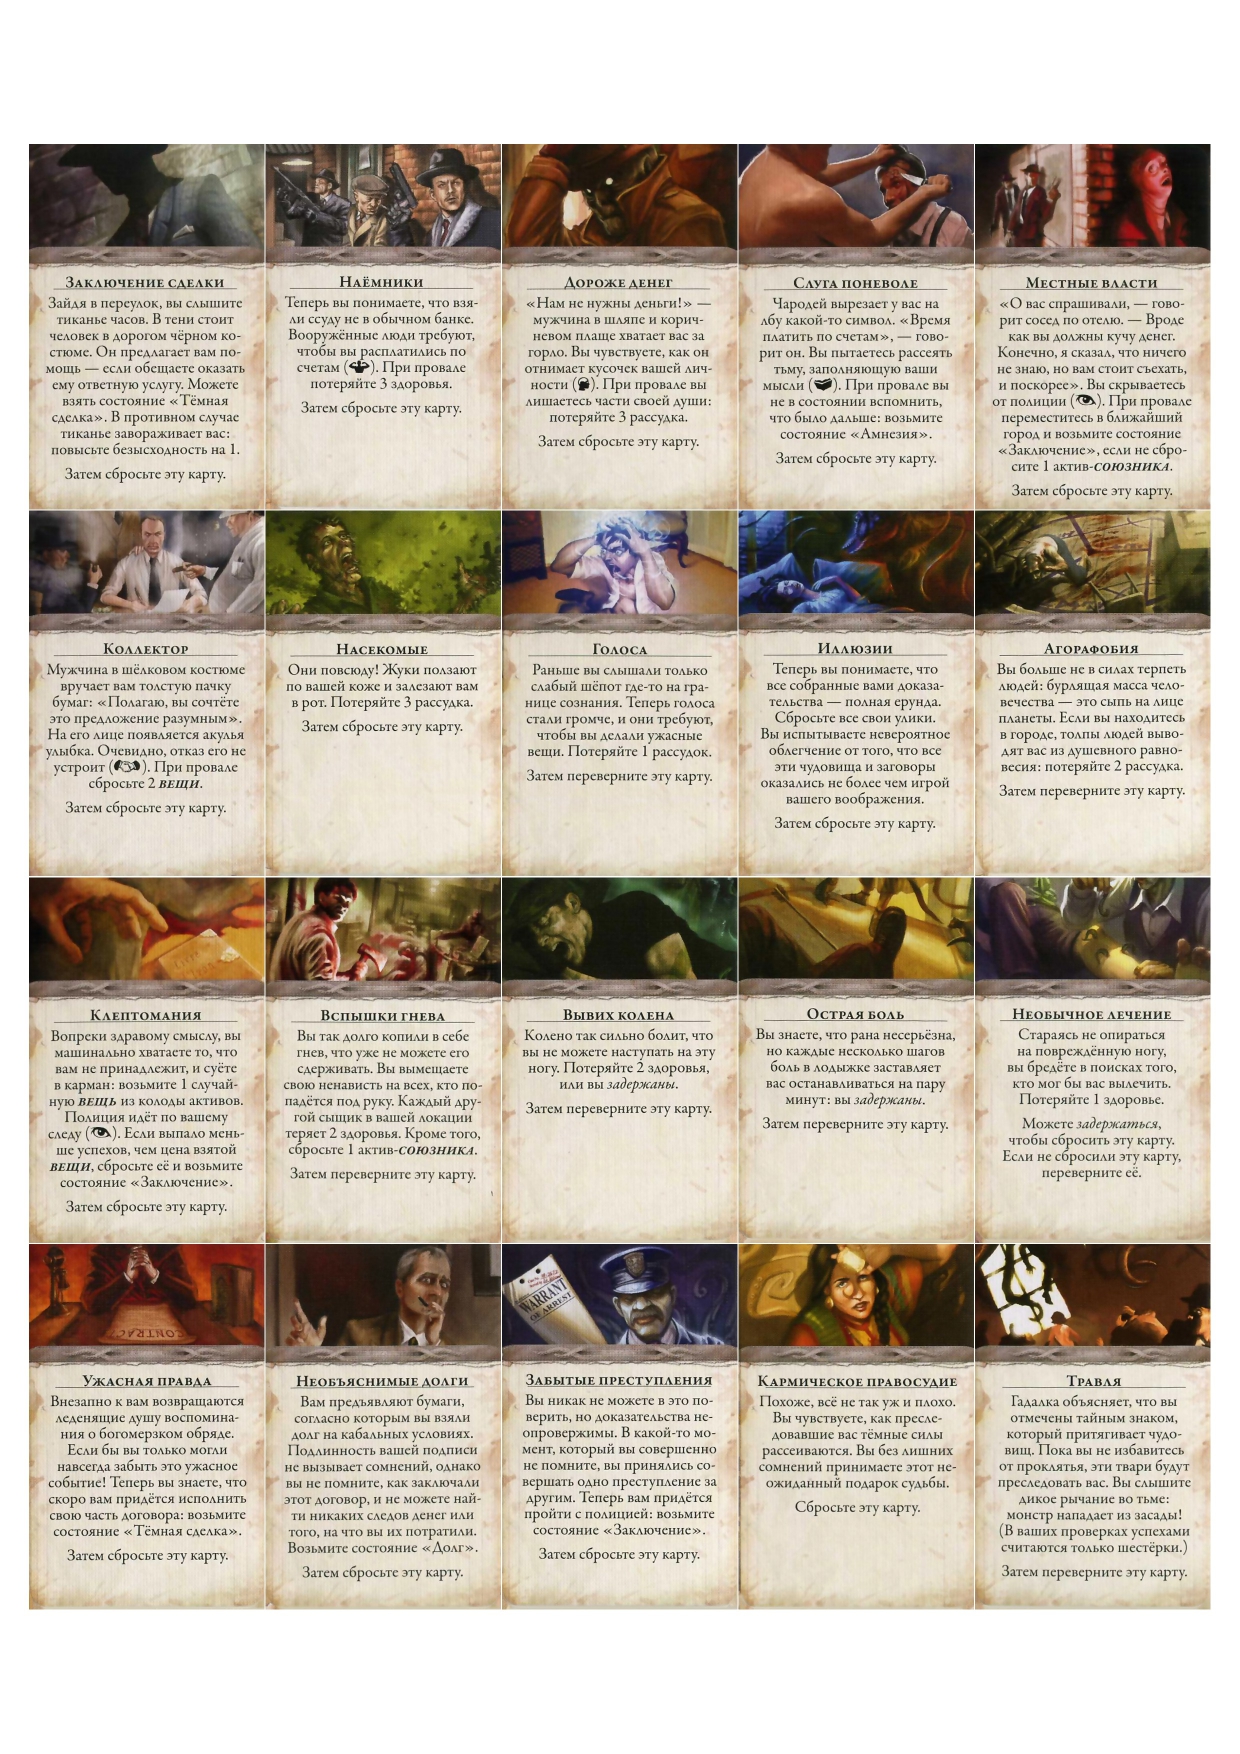 Заключение сделки
Зайдя в переулок, вы слышите
тиканье часов. В тени стоит
человек в дорогом чёрном ко-
стюме. Он предлагает вам по-
мощь — если обещаете оказать
ему ответную услугу. Можете
взять состояние «Тёмная
сделка». В противном случае
тиканье завораживает вас:
повысьте безысходность на 1.
Затем сбросьте эту карту.
Наёмники
Теперь вы понимаете, что взя-
ли ссуду не в обычном банке.
Вооружённые люди требуют,
чтобы вы расплатились по
счетам ( ). При провале
потеряйте 3 здоровья.
Затем сбросьте эту карту.
Дороже денег
«Нам не нужны деньги!» —
мужчина в шляпе и корич-
невом плаще хватает вас за
горло. Вы чувствуете, как он
отнимает кусочек вашей лич-
ности ( ). При провале вы
лишаетесь части своей души:
потеряйте 3 рассудка.
Затем сбросьте эту карту.
Слуга поневоле
Чародей вырезает у вас на
лбу какой-то символ. «Время
платить по счетам», — гово-
рит он. Вы пытаетесь рассеять
тьму, заполняющую ваши
мысли ( ). При провале вы
не в состоянии вспомнить,
что было дальше: возьмите
состояние «Амнезия».
Затем сбросьте эту карту.
Местные власти
«О вас спрашивали, — гово-
рит сосед по отелю. — Вроде
как вы должны кучу денег.
Конечно, я сказал, что ничего
не знаю, но вам стоит съехать,
и поскорее». Вы скрываетесь
от полиции ( ). При провале
переместитесь в ближайший
город и возьмите состояние
«Заключение», если не сбро-
сите 1 актив-союзника.
Затем сбросьте эту карту.
Коллектор
Мужчина в шёлковом костюме
вручает вам толстую пачку
бумаг: «Полагаю, вы сочтёте
это предложение разумным».
На его лице появляется акулья
улыбка. Очевидно, отказ его не
устроит ( ). При провале
сбросьте 2 вещи.
Затем сбросьте эту карту.
Насекомые
Они повсюду! Жуки ползают
по вашей коже и залезают вам
в рот. Потеряйте 3 рассудка.
Затем сбросьте эту карту.
Голоса
Раньше вы слышали только
слабый шёпот где-то на гра-
нице сознания. Теперь голоса
стали громче, и они требуют,
чтобы вы делали ужасные
вещи. Потеряйте 1 рассудок.
Затем переверните эту карту.
Иллюзии
Теперь вы понимаете, что
все собранные вами доказа-
тельства — полная ерунда.
Сбросьте все свои улики.
Вы испытываете невероятное
облегчение от того, что все
эти чудовища и заговоры
оказались не более чем игрой
вашего воображения.
Затем сбросьте эту карту.
Агорафобия
Вы больше не в силах терпеть
людей: бурлящая масса чело-
вечества — это сыпь на лице
планеты. Если вы находитесь
в городе, толпы людей выво-
дят вас из душевного равно-
весия: потеряйте 2 рассудка.
Затем переверните эту карту.
Клептомания
Вопреки здравому смыслу, вы
машинально хватаете то, что
вам не принадлежит, и суёте
в карман: возьмите 1 случай-
ную вещь из колоды активов.
Полиция идёт по вашему
следу ( ). Если выпало мень-
ше успехов, чем цена взятой
вещи, сбросьте её и возьмите
состояние «Заключение».
Затем сбросьте эту карту.
Вспышки гнева
Вы так долго копили в себе
гнев, что уже не можете его
сдерживать. Вы вымещаете
свою ненависть на всех, кто по-
падётся под руку. Каждый дру-
гой сыщик в вашей локации
теряет 2 здоровья. Кроме того,
сбросьте 1 актив-союзника.
Затем переверните эту карту.
Вывих колена
Колено так сильно болит, что
вы не можете наступать на эту
ногу. Потеряйте 2 здоровья,
или вы задержаны.
Затем переверните эту карту.
Острая боль
Вы знаете, что рана несерьёзна,
но каждые несколько шагов
боль в лодыжке заставляет
вас останавливаться на пару
минут: вы задержаны.
Затем переверните эту карту.
Необычное лечение
Стараясь не опираться
на повреждённую ногу,
вы бредёте в поисках того,
кто мог бы вас вылечить.
Потеряйте 1 здоровье.
Можете задержаться,
чтобы сбросить эту карту.
Если не сбросили эту карту,
переверните её.
CONTRACT
Ужасная правда
Внезапно к вам возвращаются
леденящие душу воспомина-
ния о богомерзком обряде.
Если бы вы только могли
навсегда забыть это ужасное
событие! Теперь вы знаете, что
скоро вам придётся исполнить
свою часть договора: возьмите
состояние «Тёмная сделка».
Затем сбросьте эту карту.
Необъяснимые долги
Вам предъявляют бумаги,
согласно которым вы взяли
долг на кабальных условиях.
Подлинность вашей подписи
не вызывает сомнений, однако
вы не помните, как заключали
этот договор, и не можете най-
ти никаких следов денег или
того, на что вы их потратили.
Возьмите состояние «Долг».
Затем сбросьте эту карту.
WARRANT
OF ARREST
Забытые преступления
Вы никак не можете в это по-
верить, но доказательства не-
опровержимы. В какой-то мо-
мент, который вы совершенно
не помните, вы принялись со-
вершать одно преступление за
другим. Теперь вам придётся
пройти с полицией: возьмите
состояние «Заключение».
Затем сбросьте эту карту.
Кармическое правосудие
Похоже, всё не так уж и плохо.
Вы чувствуете, как пресле-
довавшие вас тёмные силы
рассеиваются. Вы без лишних
сомнений принимаете этот не-
ожиданный подарок судьбы.
Сбросьте эту карту.
Травля
Гадалка объясняет, что вы
отмечены тайным знаком,
который притягивает чудо-
вищ. Пока вы не избавитесь
от проклятья, эти твари будут
преследовать вас. Вы слышите
дикое рычание во тьме:
монстр нападает из засады!
(В ваших проверках успехами
считаются только шестёрки.)
Затем переверните эту карту.